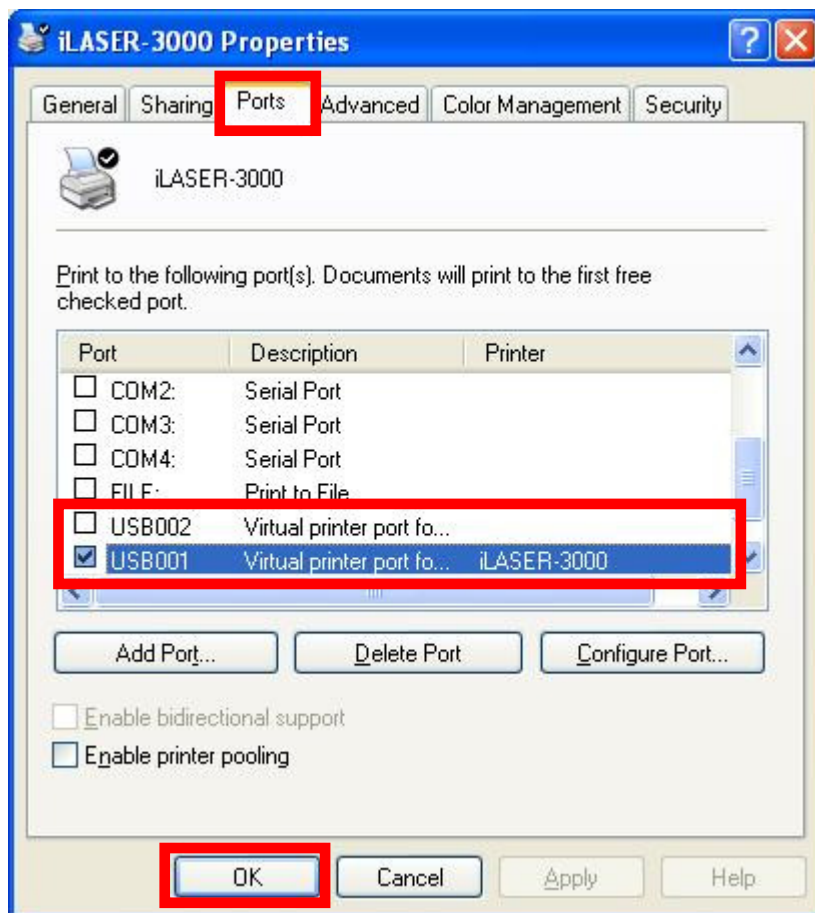 iLASER-3000 Properties
General Sharing Ports Advanced Color Management Security
iLASER-3000
Print to the following port(s). Documents will print to the first free
checked port.
Port Description Printer
COM2: Serial Port
COM3: Serial Port
COM4: Serial Port
FILE: Print to File
USB002 Virtual printer port fo...
USB001 Virtual printer port fo... iLASER-3000
Add Port... Delete Port Configure Port...
Enable bidirectional support
Enable printer pooling
OK Cancel Apply Help